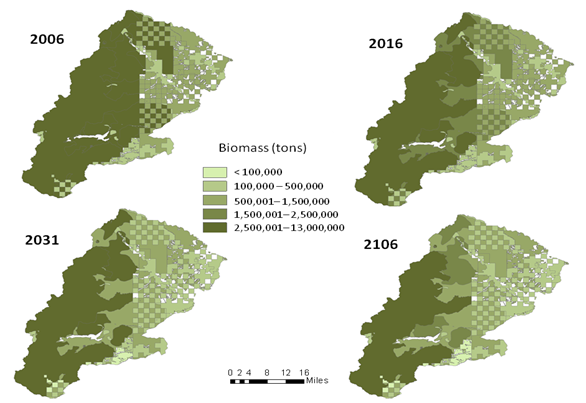 2006
2016
Biomass (tons)
< 100,000
100,000 – 500,000
500,001 – 1,500,000
1,500,001 – 2,500,000
2,500,001 – 13,000,000
2031
2106
0 2 4 8 12 16
Miles